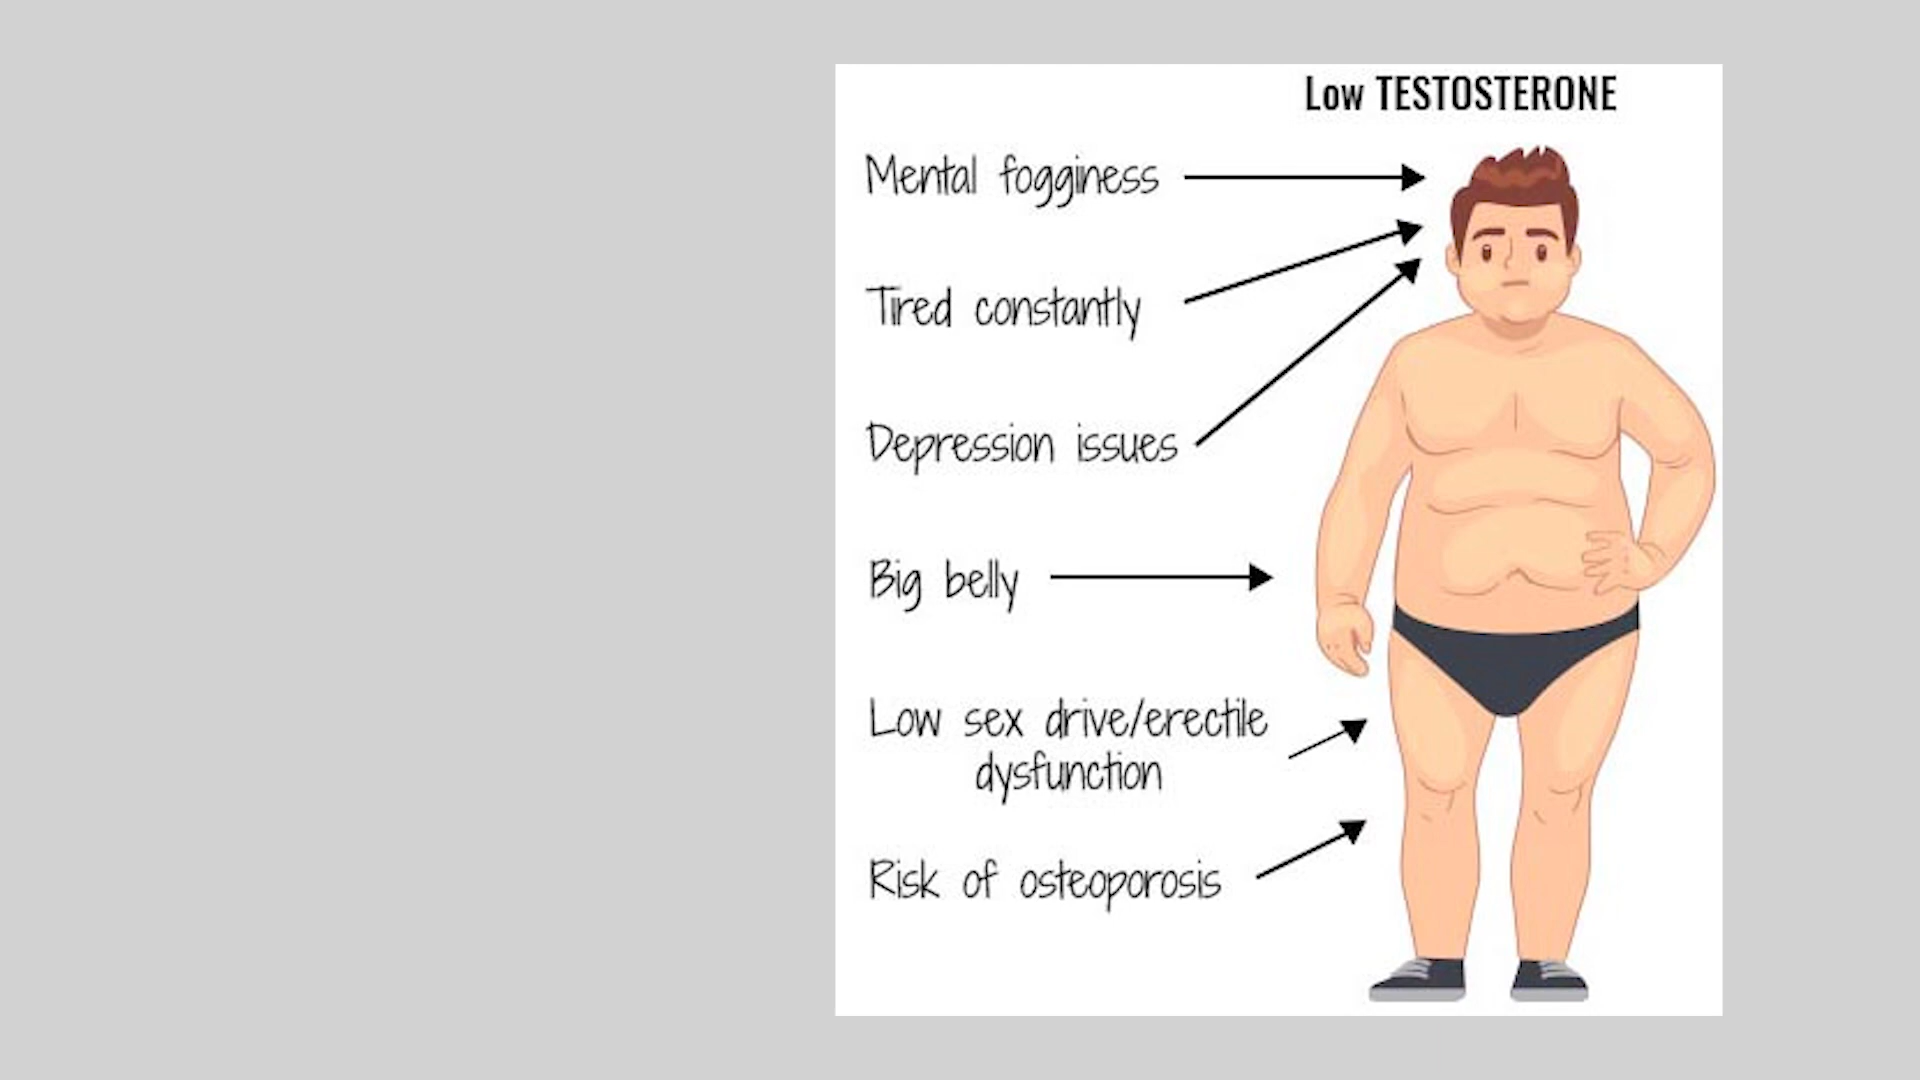 Low TESTOSTERONE
Mental fogginess
Tired constantly
Depression issues
Big belly
Low sex drive/erectile
dysfunction
Risk of osteoporosis